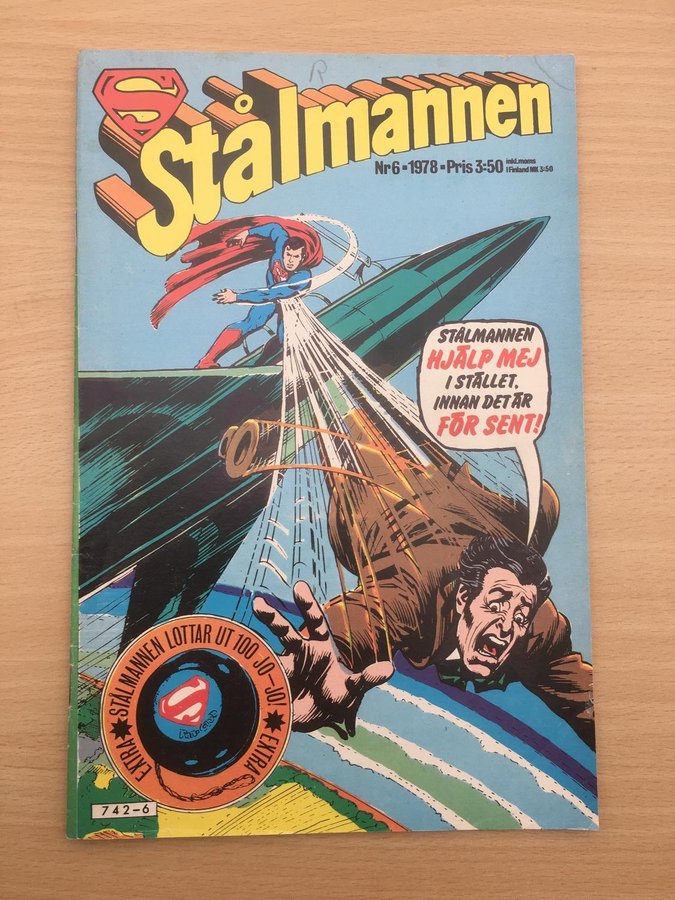 R
S
Stålmannen
Nr 6 ▪ 1978 ▪ Pris 3:50 inkl. moms
I Finland MK 3:50
STÅLMANNEN
HJÄLP MEJ
I STÄLLET,
INNAN DET ÄR
FÖR SENT!
STÅLMANNEN LOTTAR UT 100 JO-JO!
EXTRA EXTRA
S
742-6